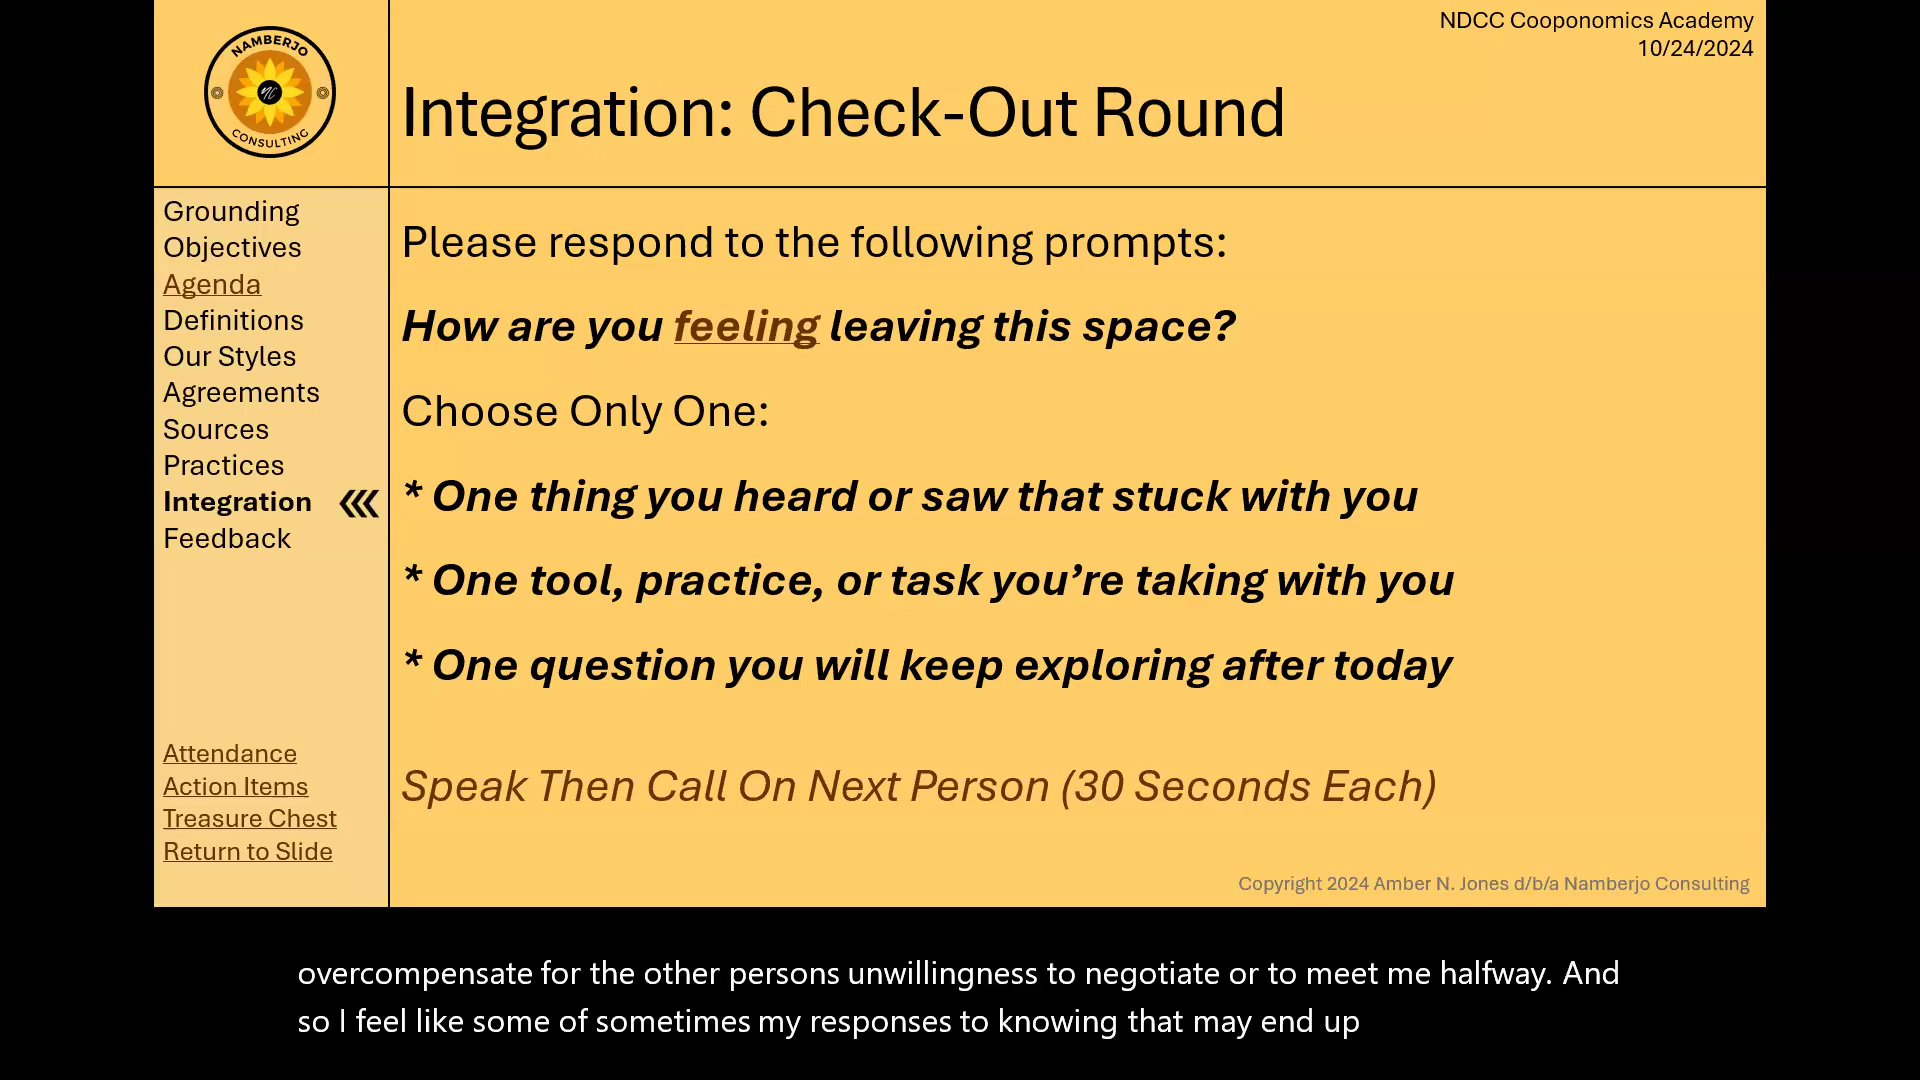 NAMBERJO
CONSULTING
NDCC Cooponomics Academy
10/24/2024
Integration: Check-Out Round
Grounding
Objectives
Agenda
Definitions
Our Styles
Agreements
Sources
Practices
Integration
Feedback
Attendance
Action Items
Treasure Chest
Return to Slide
Please respond to the following prompts:
How are you feeling leaving this space?
Choose Only One:
* One thing you heard or saw that stuck with you
* One tool, practice, or task you’re taking with you
* One question you will keep exploring after today
Speak Then Call On Next Person (30 Seconds Each)
Copyright 2024 Amber N. Jones d/b/a Namberjo Consulting
overcompensate for the other persons unwillingness to negotiate or to meet me halfway. And
so I feel like some of sometimes my responses to knowing that may end up